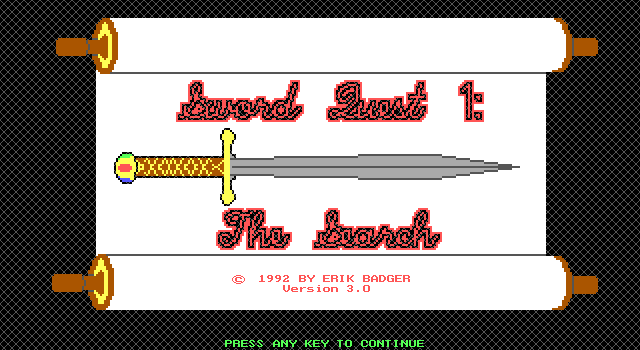 Sword Quest 1:
The Search
© 1992 BY ERIK BADGER
Version 3.0
PRESS ANY KEY TO CONTINUE